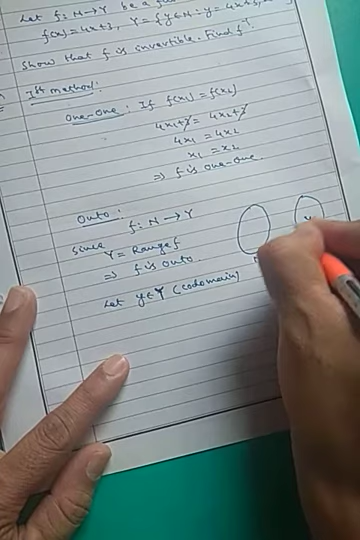 Let f: N→Y be a
f(x) = 4x+3, Y = {y∈N: y = 4x+3,
Show that f is invertible. Find f⁻¹
Ist method:
One-one: If f(x₁) = f(x₂)
4x₁+3 = 4x₂+3
4x₁ = 4x₂
x₁ = x₂
⇒ f is one-one.
Onto:
f: N → Y
Since
Y = Range f
⇒ f is onto.
Let y∈Y (codomain)